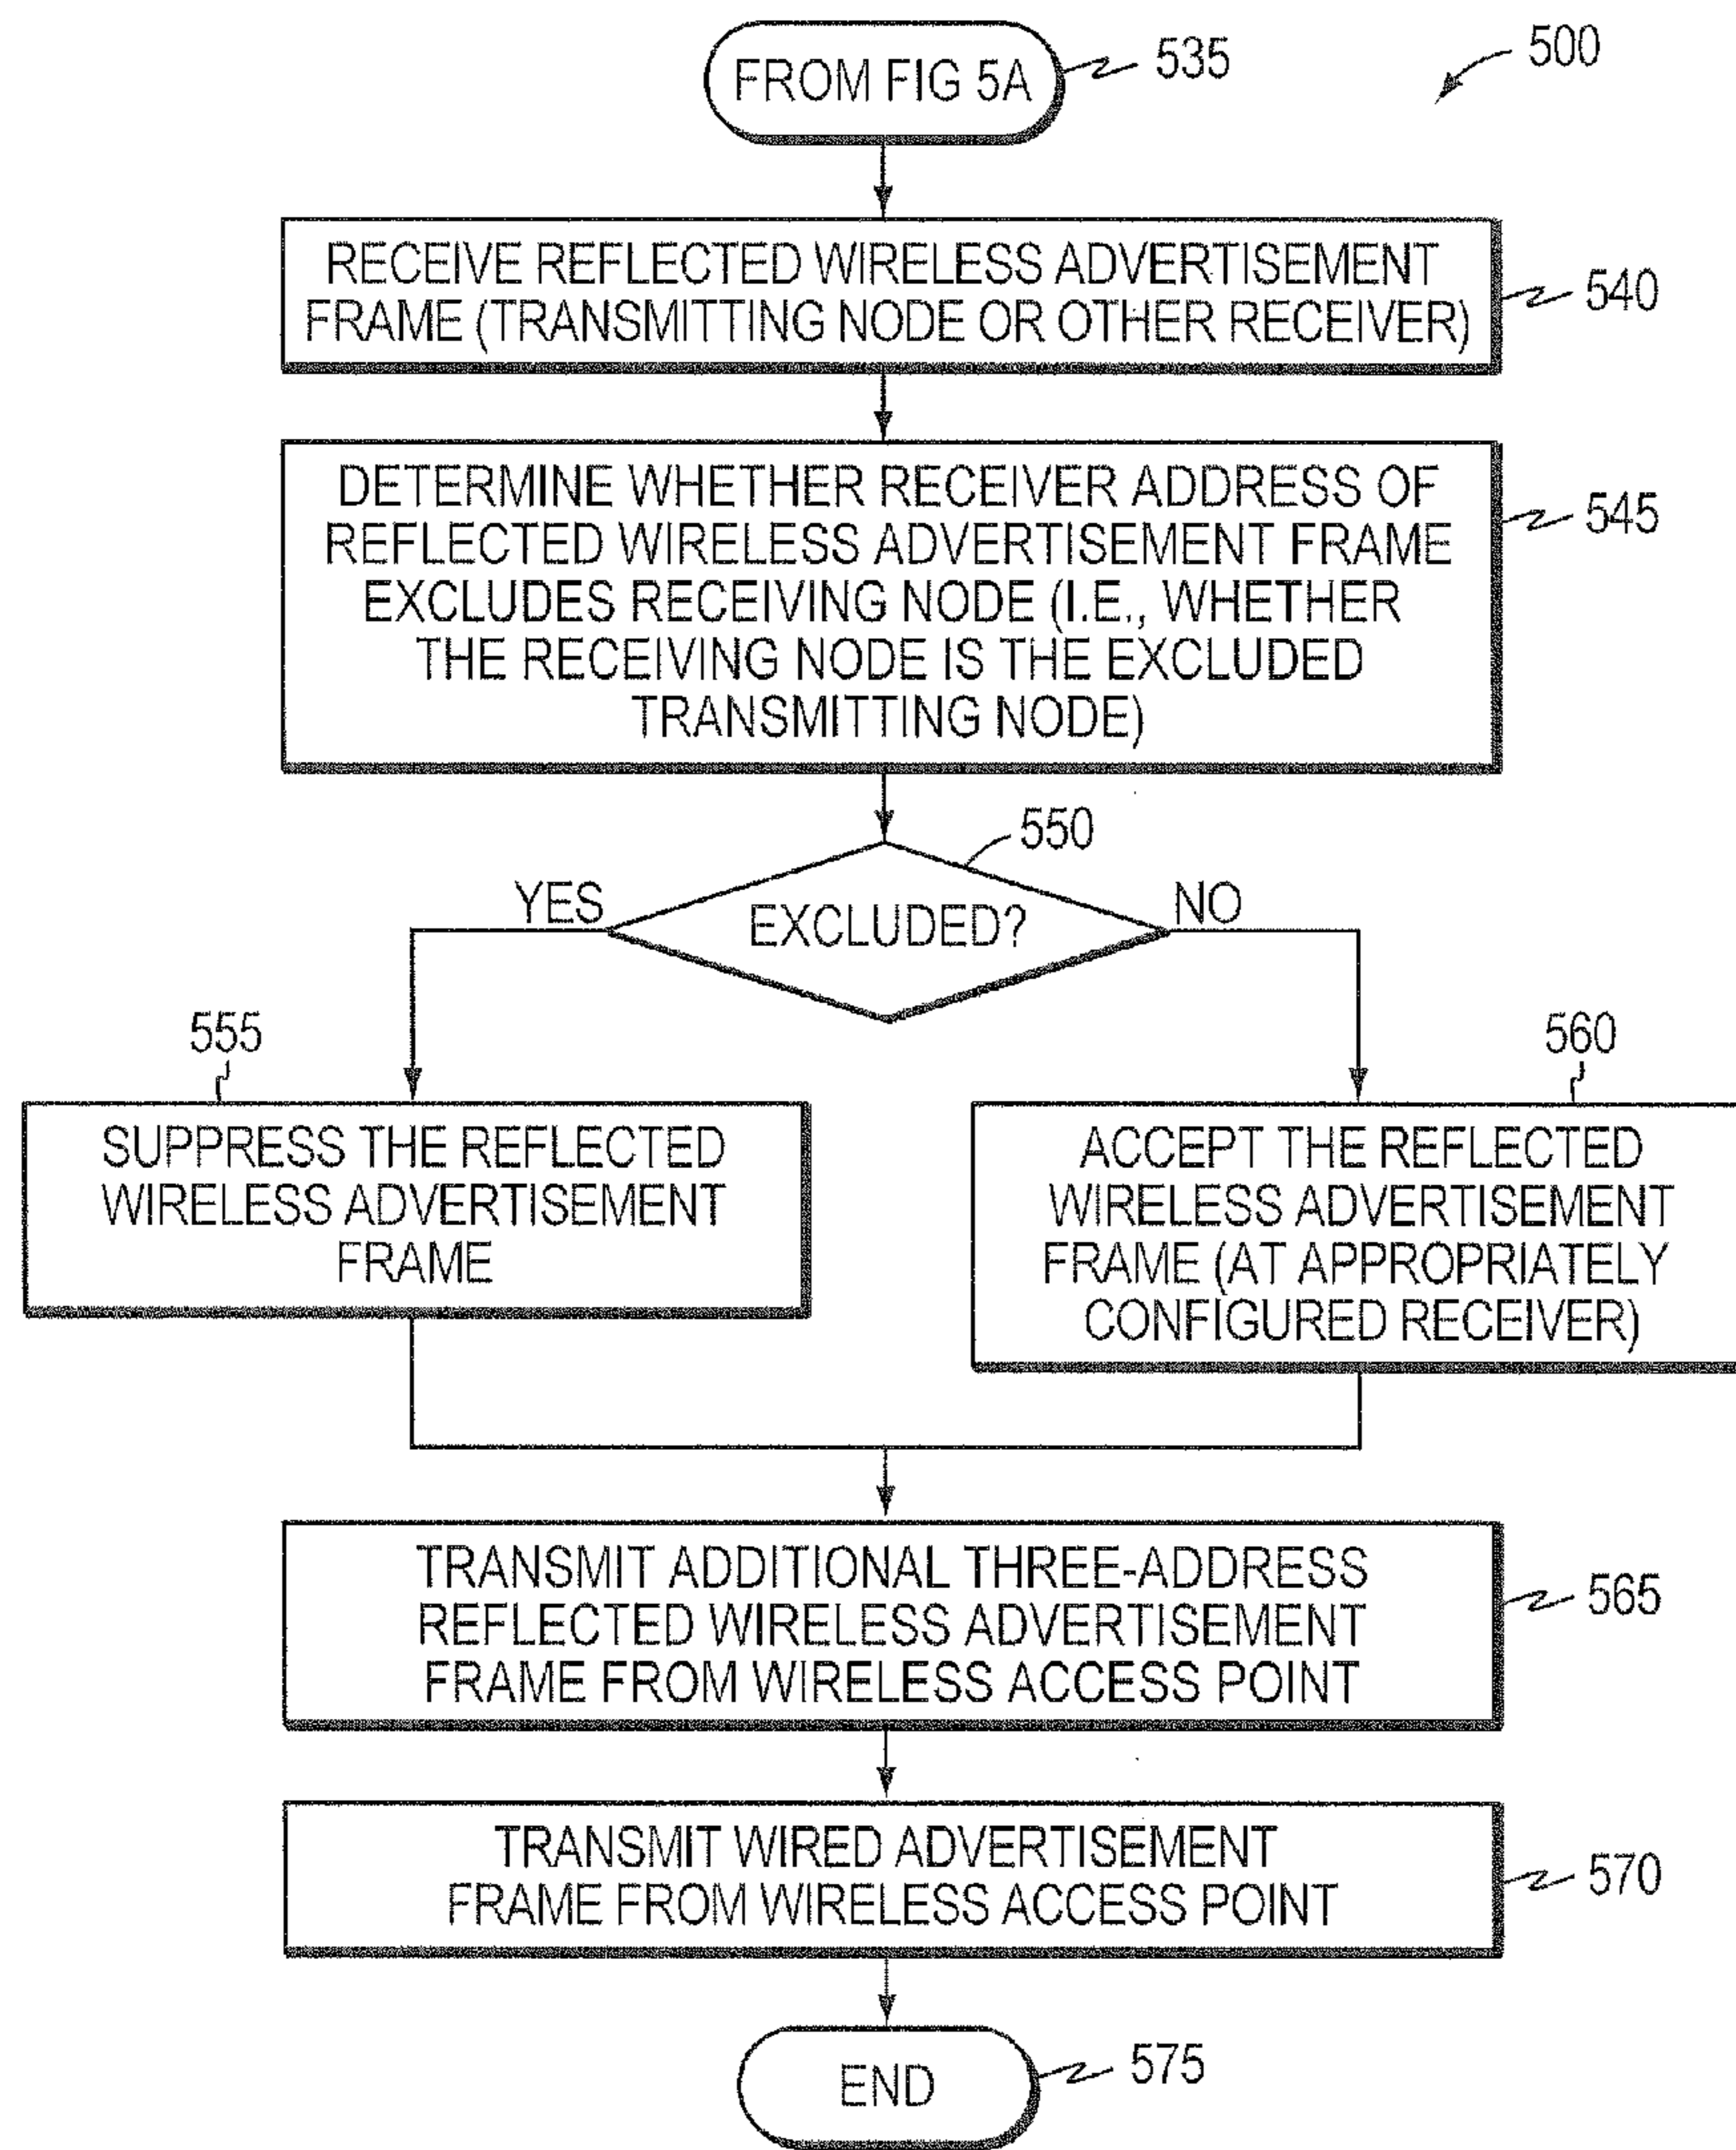 FROM FIG 5A
535
500
RECEIVE REFLECTED WIRELESS ADVERTISEMENT
FRAME (TRANSMITTING NODE OR OTHER RECEIVER)
540
DETERMINE WHETHER RECEIVER ADDRESS OF
REFLECTED WIRELESS ADVERTISEMENT FRAME
EXCLUDES RECEIVING NODE (I.E., WHETHER
THE RECEIVING NODE IS THE EXCLUDED
TRANSMITTING NODE)
545
550
YES
EXCLUDED?
NO
555
SUPPRESS THE REFLECTED
WIRELESS ADVERTISEMENT
FRAME
560
ACCEPT THE REFLECTED
WIRELESS ADVERTISEMENT
FRAME (AT APPROPRIATELY
CONFIGURED RECEIVER)
TRANSMIT ADDITIONAL THREE-ADDRESS
REFLECTED WIRELESS ADVERTISEMENT
FRAME FROM WIRELESS ACCESS POINT
565
TRANSMIT WIRED ADVERTISEMENT
FRAME FROM WIRELESS ACCESS POINT
570
END
575